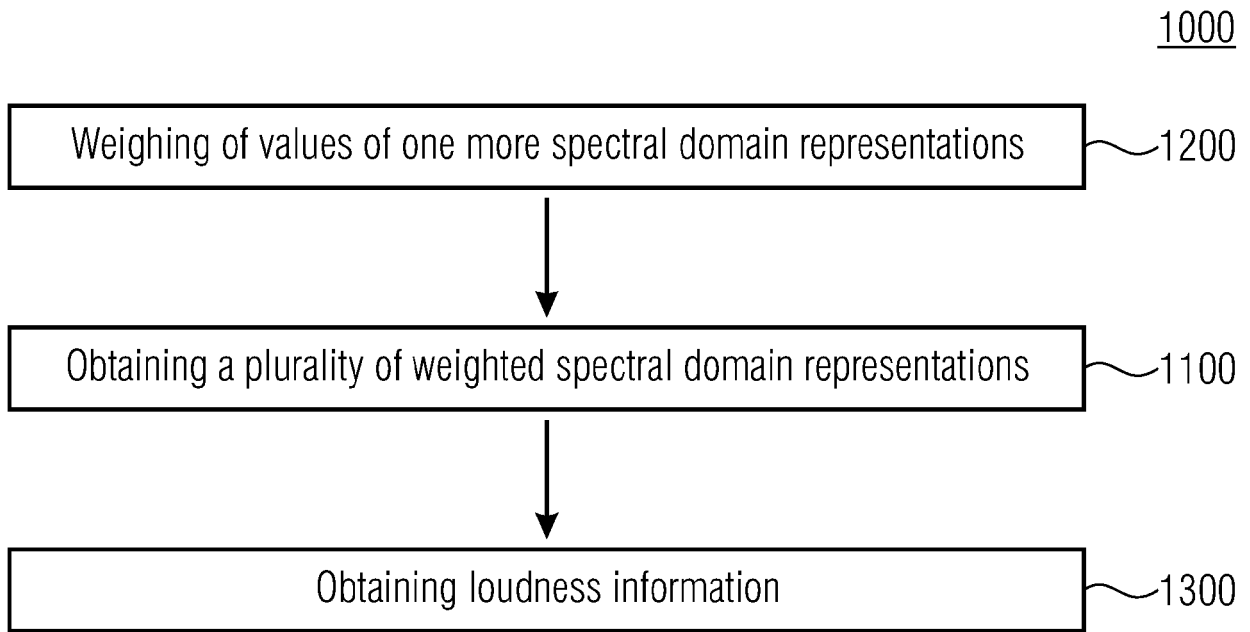 1000
Weighing of values of one more spectral domain representations
1200
Obtaining a plurality of weighted spectral domain representations
1100
Obtaining loudness information
1300